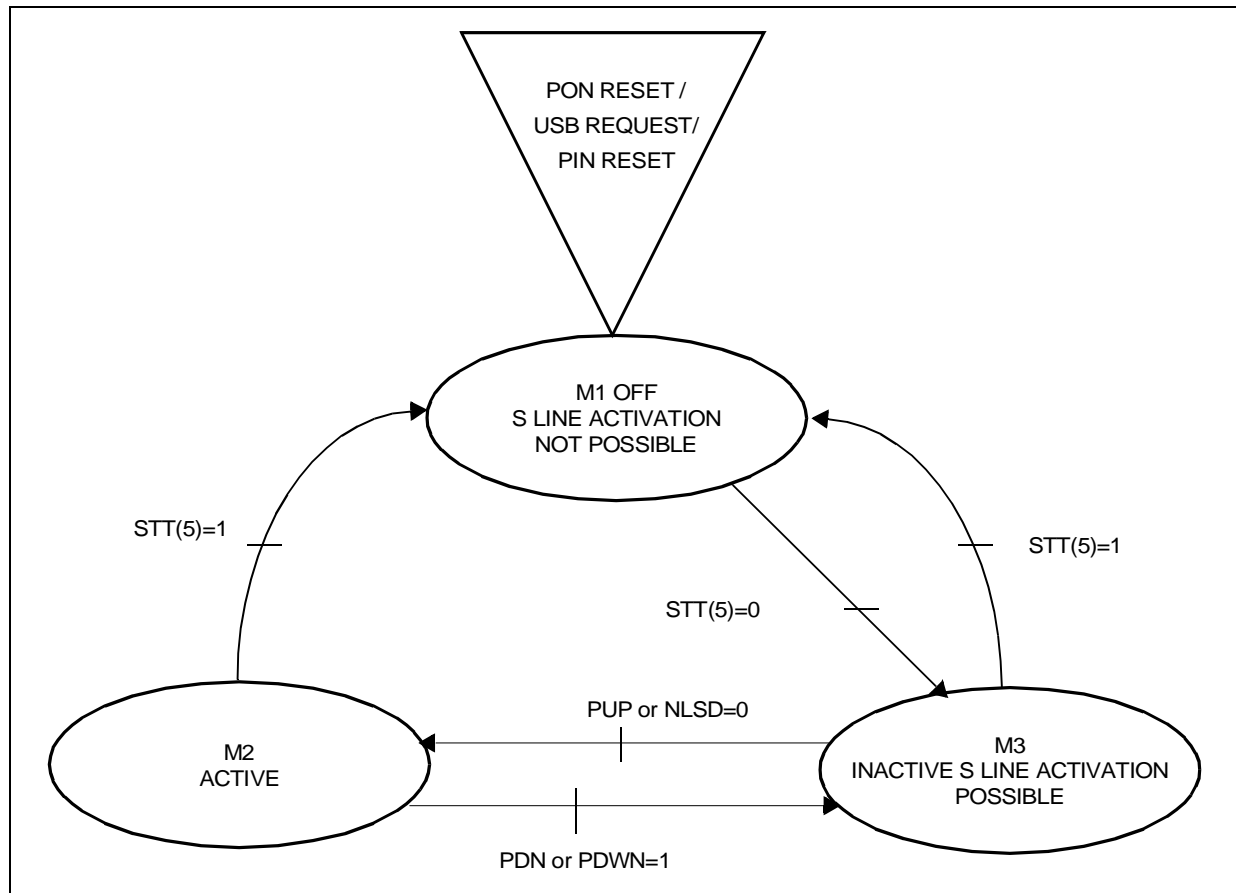 PON RESET /
USB REQUEST/
PIN RESET
M1 OFF
S LINE ACTIVATION
NOT POSSIBLE
STT(5)=1
STT(5)=1
STT(5)=0
PUP or NLSD=0
M2
ACTIVE
M3
INACTIVE S LINE ACTIVATION
POSSIBLE
PDN or PDWN=1